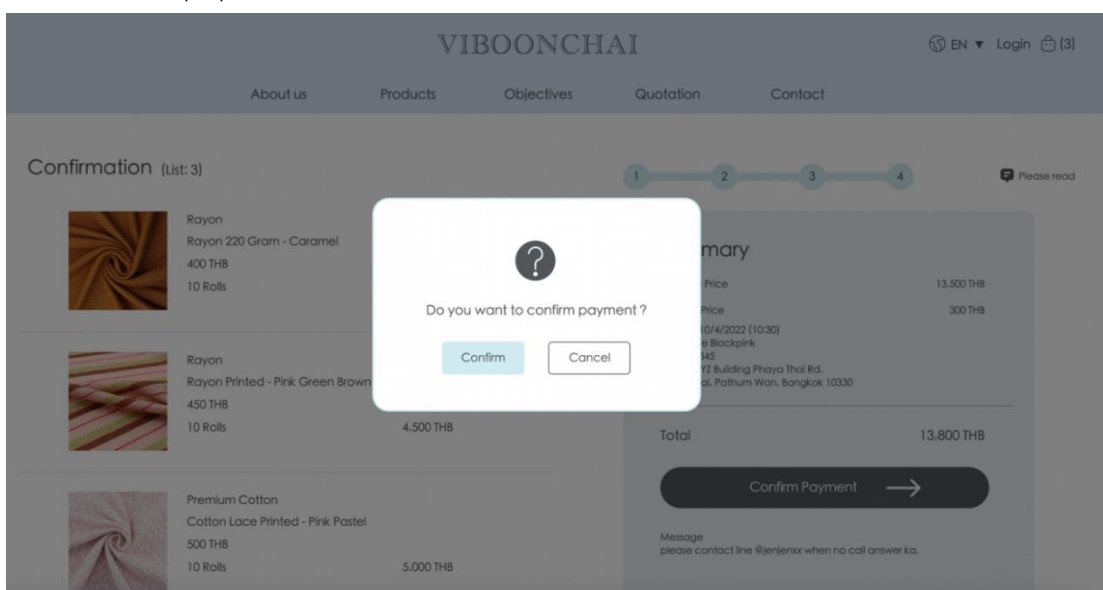 VIBOONCHAI
EN ▼ Login (3)
About us Products Objectives Quotation Contact
Confirmation (List: 3)
1 2 3 4
Please read
Rayon
Rayon 220 Gram - Caramel
400 THB
10 Rolls
Rayon
Rayon Printed - Pink Green Brown
450 THB
10 Rolls 4.500 THB
Premium Cotton
Cotton Lace Printed - Pink Pastel
500 THB
10 Rolls 5.000 THB
?
Do you want to confirm payment ?
Confirm Cancel
mary
Price 13.500 THB
Price 300 THB
10/4/2022 (10:30)
e Blackpink
345
YZ Building Phaya Thai Rd.
ai, Pathum Wan, Bangkok 10330
Total 13.800 THB
Confirm Payment
Message
please contact line @jenjenxx when no call answer ka.